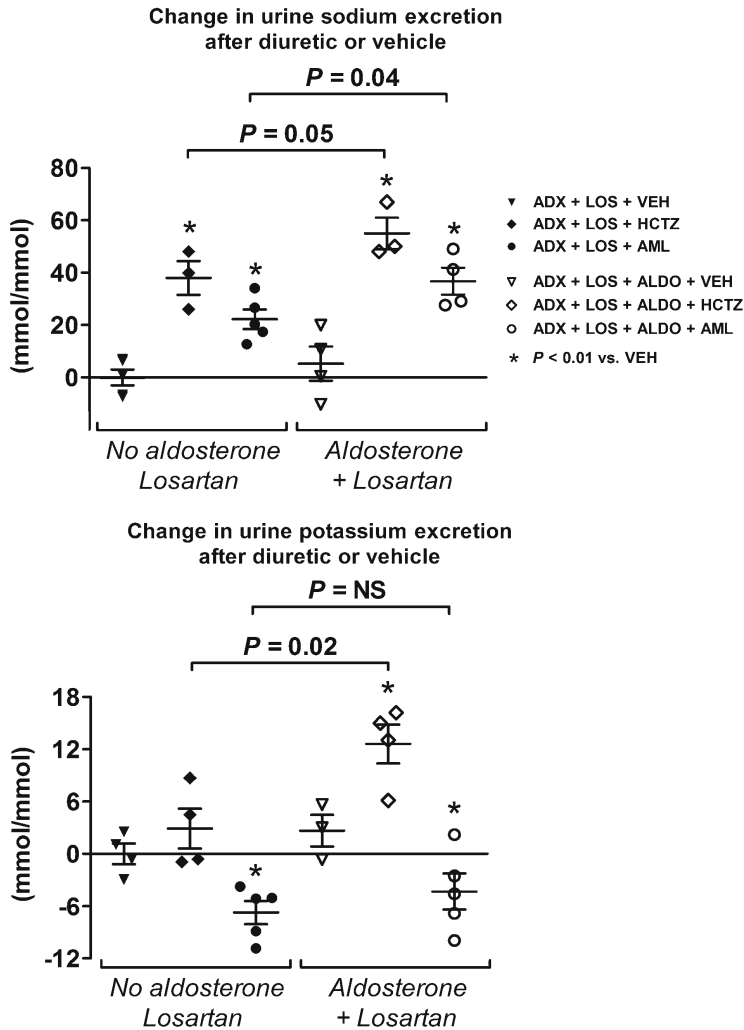 Change in urine sodium excretion
after diuretic or vehicle
P = 0.04
P = 0.05
80
60
40
20
0
(mmol/mmol)
*
*
*
*
No aldosterone
Losartan
Aldosterone
+ Losartan
ADX + LOS + VEH
ADX + LOS + HCTZ
ADX + LOS + AML
ADX + LOS + ALDO + VEH
ADX + LOS + ALDO + HCTZ
ADX + LOS + ALDO + AML
* P < 0.01 vs. VEH
Change in urine potassium excretion
after diuretic or vehicle
P = NS
P = 0.02
18
12
6
0
-6
-12
(mmol/mmol)
*
*
*
No aldosterone
Losartan
Aldosterone
+ Losartan